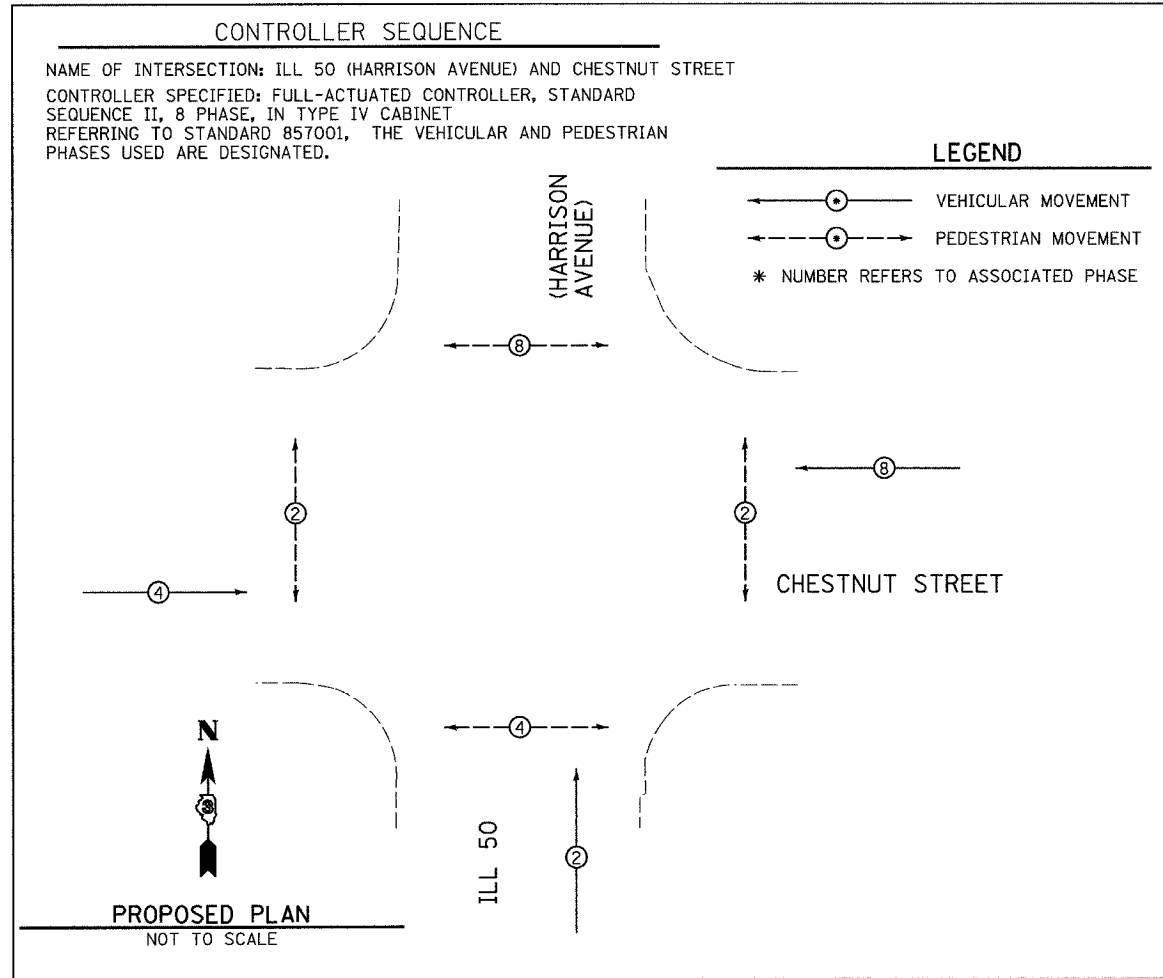 CONTROLLER SEQUENCE
NAME OF INTERSECTION: ILL 50 (HARRISON AVENUE) AND CHESTNUT STREET
CONTROLLER SPECIFIED: FULL-ACTUATED CONTROLLER, STANDARD
SEQUENCE II, 8 PHASE, IN TYPE IV CABINET
REFERRING TO STANDARD 857001, THE VEHICULAR AND PEDESTRIAN
PHASES USED ARE DESIGNATED.
LEGEND
* VEHICULAR MOVEMENT
* PEDESTRIAN MOVEMENT
* NUMBER REFERS TO ASSOCIATED PHASE
(HARRISON
AVENUE)
8
8
2
2
4
CHESTNUT STREET
4
N
3
ILL 50
2
PROPOSED PLAN
NOT TO SCALE